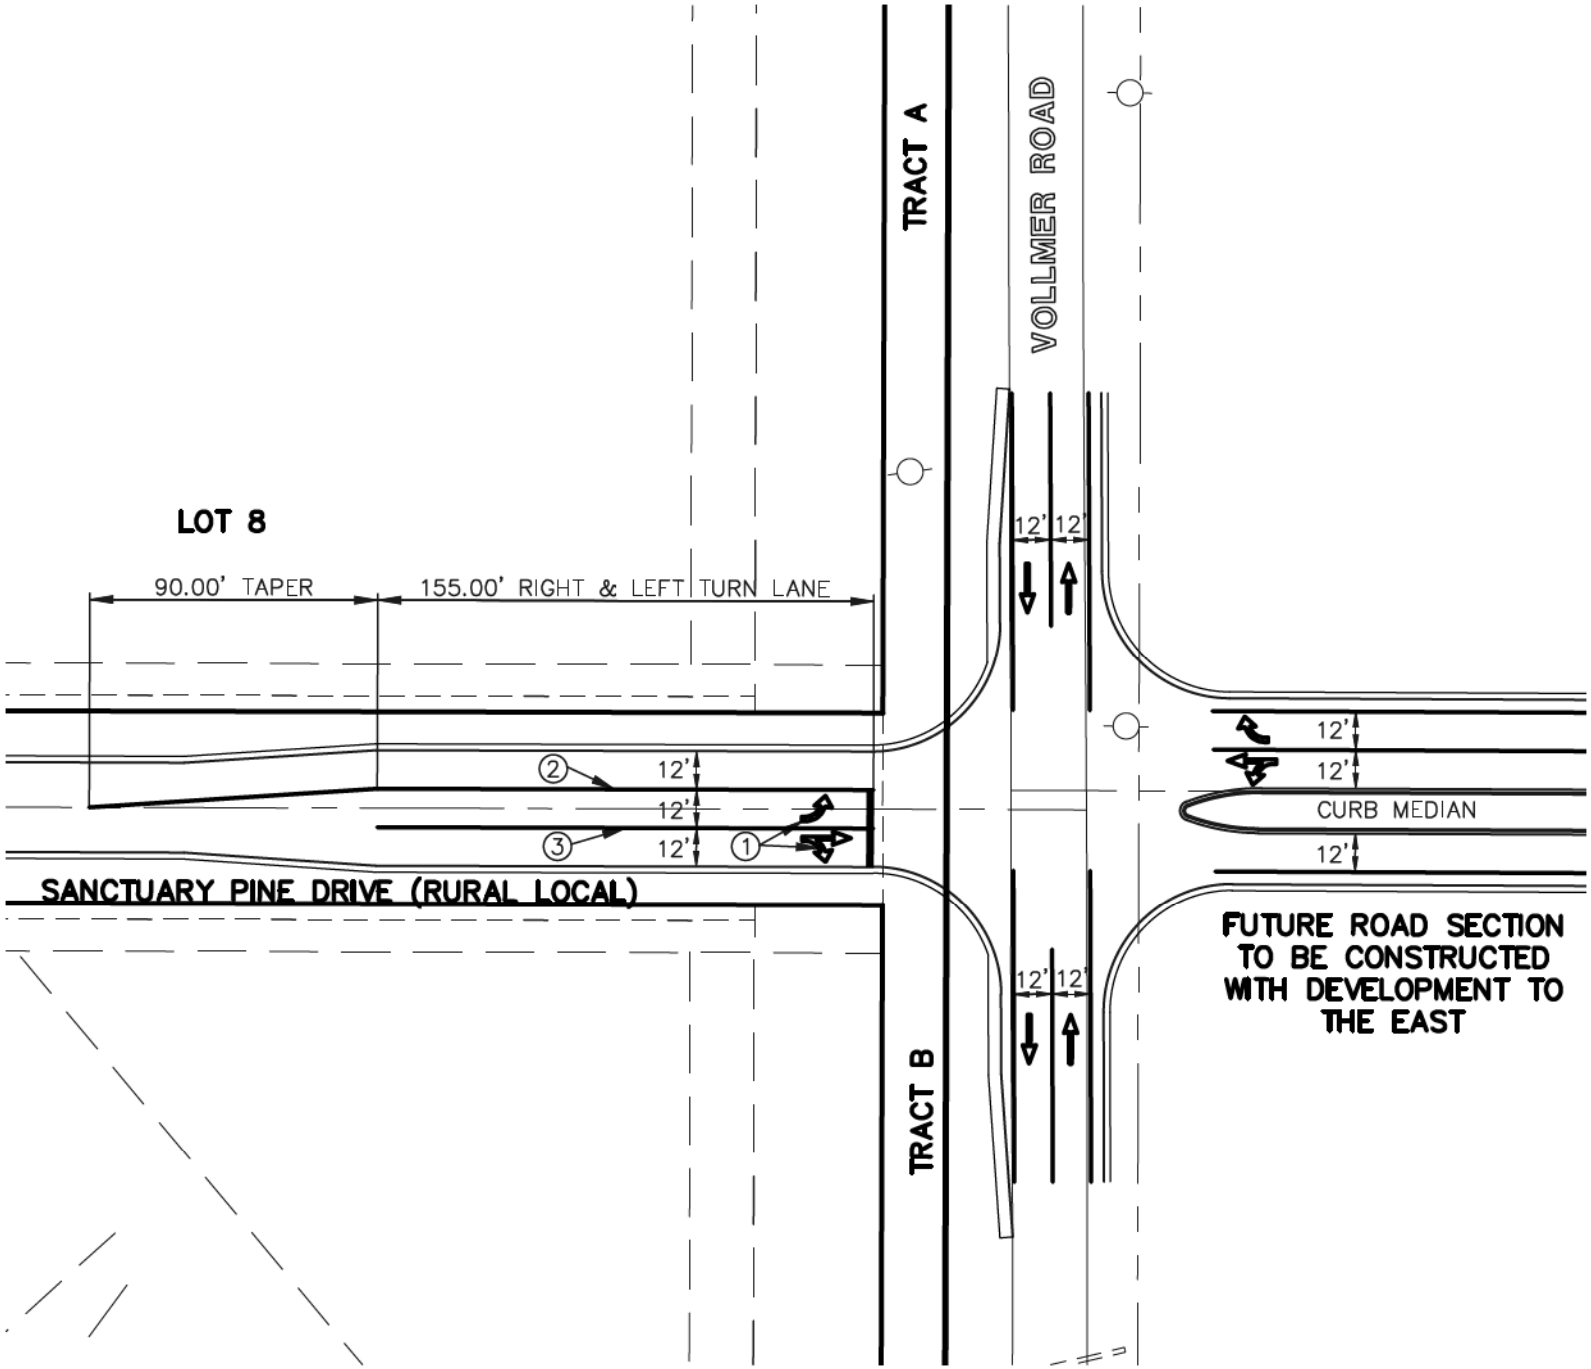 TRACT A
VOLLMER ROAD
LOT 8
12' 12'
90.00' TAPER
155.00' RIGHT & LEFT TURN LANE
12'
2
12'
12'
12'
CURB MEDIAN
3
12'
1
12'
SANCTUARY PINE DRIVE (RURAL LOCAL)
FUTURE ROAD SECTION
TO BE CONSTRUCTED
WITH DEVELOPMENT TO
THE EAST
12' 12'
TRACT B